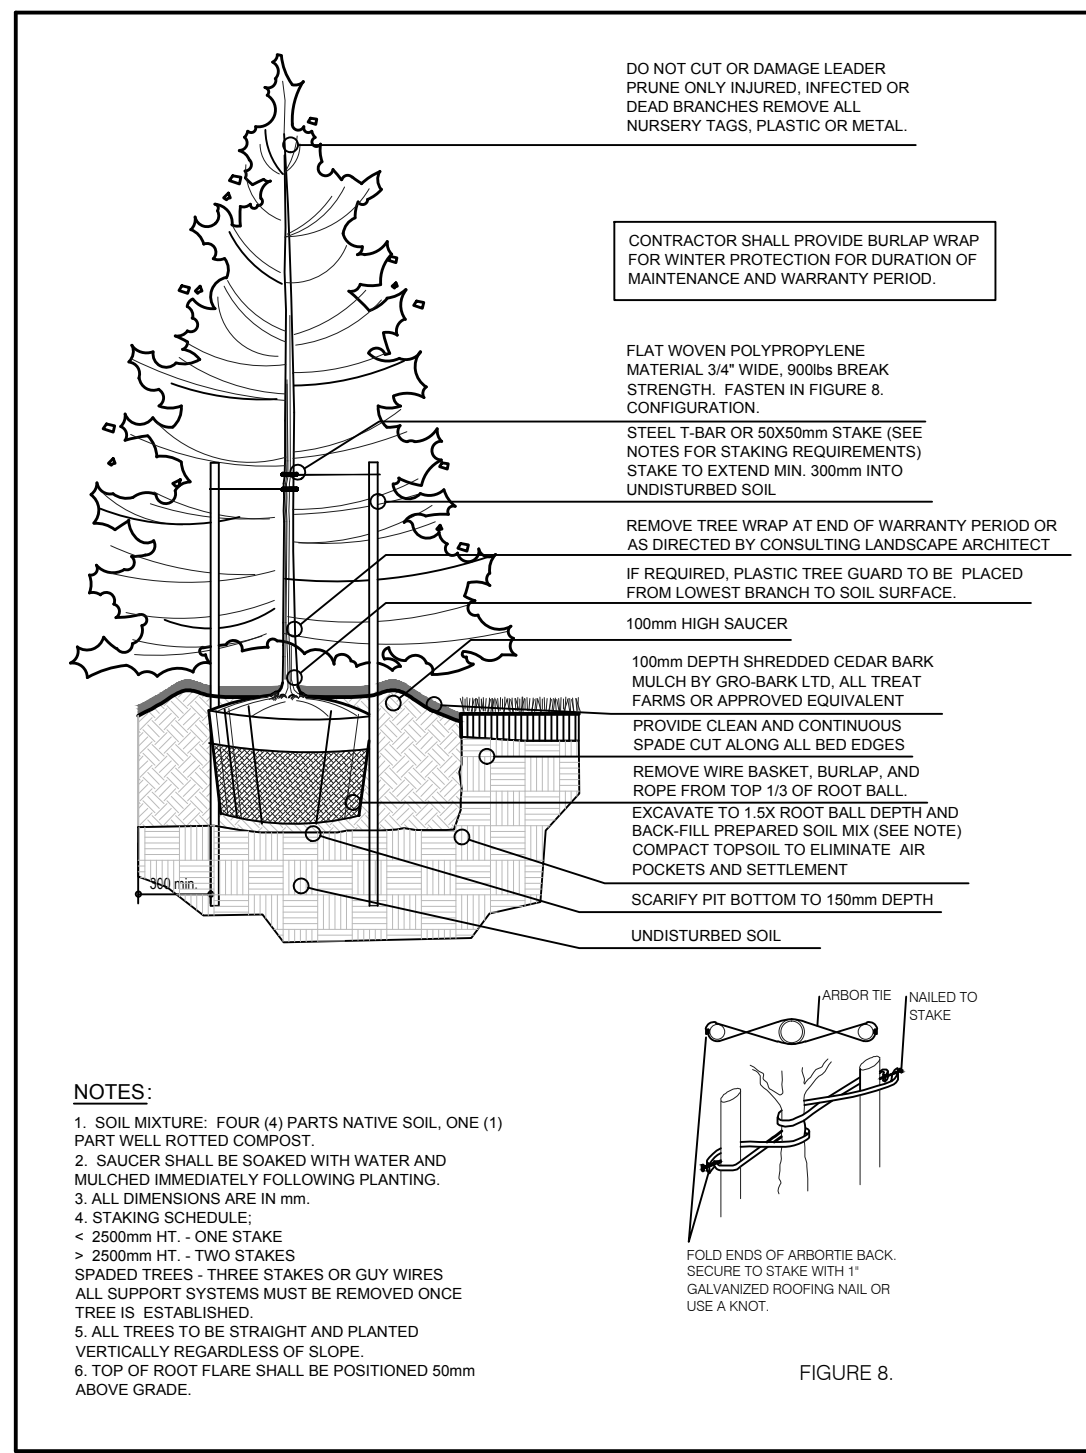 DO NOT CUT OR DAMAGE LEADER
PRUNE ONLY INJURED, INFECTED OR
DEAD BRANCHES REMOVE ALL
NURSERY TAGS, PLASTIC OR METAL.
CONTRACTOR SHALL PROVIDE BURLAP WRAP
FOR WINTER PROTECTION FOR DURATION OF
MAINTENANCE AND WARRANTY PERIOD.
FLAT WOVEN POLYPROPYLENE
MATERIAL 3/4" WIDE, 900lbs BREAK
STRENGTH. FASTEN IN FIGURE 8.
CONFIGURATION.
STEEL T-BAR OR 50X50mm STAKE (SEE
NOTES FOR STAKING REQUIREMENTS)
STAKE TO EXTEND MIN. 300mm INTO
UNDISTURBED SOIL
REMOVE TREE WRAP AT END OF WARRANTY PERIOD OR
AS DIRECTED BY CONSULTING LANDSCAPE ARCHITECT
IF REQUIRED, PLASTIC TREE GUARD TO BE PLACED
FROM LOWEST BRANCH TO SOIL SURFACE.
100mm HIGH SAUCER
100mm DEPTH SHREDDED CEDAR BARK
MULCH BY GRO-BARK LTD, ALL TREAT
FARMS OR APPROVED EQUIVALENT
PROVIDE CLEAN AND CONTINUOUS
SPADE CUT ALONG ALL BED EDGES
REMOVE WIRE BASKET, BURLAP, AND
ROPE FROM TOP 1/3 OF ROOT BALL.
EXCAVATE TO 1.5X ROOT BALL DEPTH AND
BACK-FILL PREPARED SOIL MIX (SEE NOTE)
COMPACT TOPSOIL TO ELIMINATE AIR
POCKETS AND SETTLEMENT
SCARIFY PIT BOTTOM TO 150mm DEPTH
UNDISTURBED SOIL
300 min.
ARBOR TIE
NAILED TO
STAKE
FOLD ENDS OF ARBORTIE BACK.
SECURE TO STAKE WITH 1"
GALVANIZED ROOFING NAIL OR
USE A KNOT.
FIGURE 8.
NOTES:
1. SOIL MIXTURE: FOUR (4) PARTS NATIVE SOIL, ONE (1)
PART WELL ROTTED COMPOST.
2. SAUCER SHALL BE SOAKED WITH WATER AND
MULCHED IMMEDIATELY FOLLOWING PLANTING.
3. ALL DIMENSIONS ARE IN mm.
4. STAKING SCHEDULE;
< 2500mm HT. - ONE STAKE
> 2500mm HT. - TWO STAKES
SPADED TREES - THREE STAKES OR GUY WIRES
ALL SUPPORT SYSTEMS MUST BE REMOVED ONCE
TREE IS ESTABLISHED.
5. ALL TREES TO BE STRAIGHT AND PLANTED
VERTICALLY REGARDLESS OF SLOPE.
6. TOP OF ROOT FLARE SHALL BE POSITIONED 50mm
ABOVE GRADE.